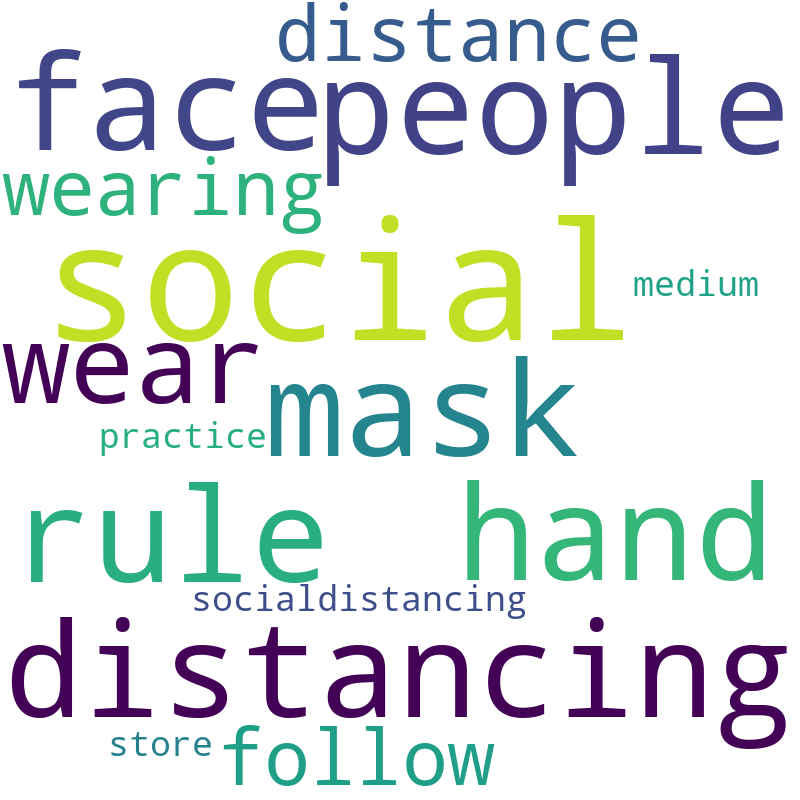 distance
face people
wearing
social
medium
wear
mask
practice
rule hand
socialdistancing
distancing
store follow